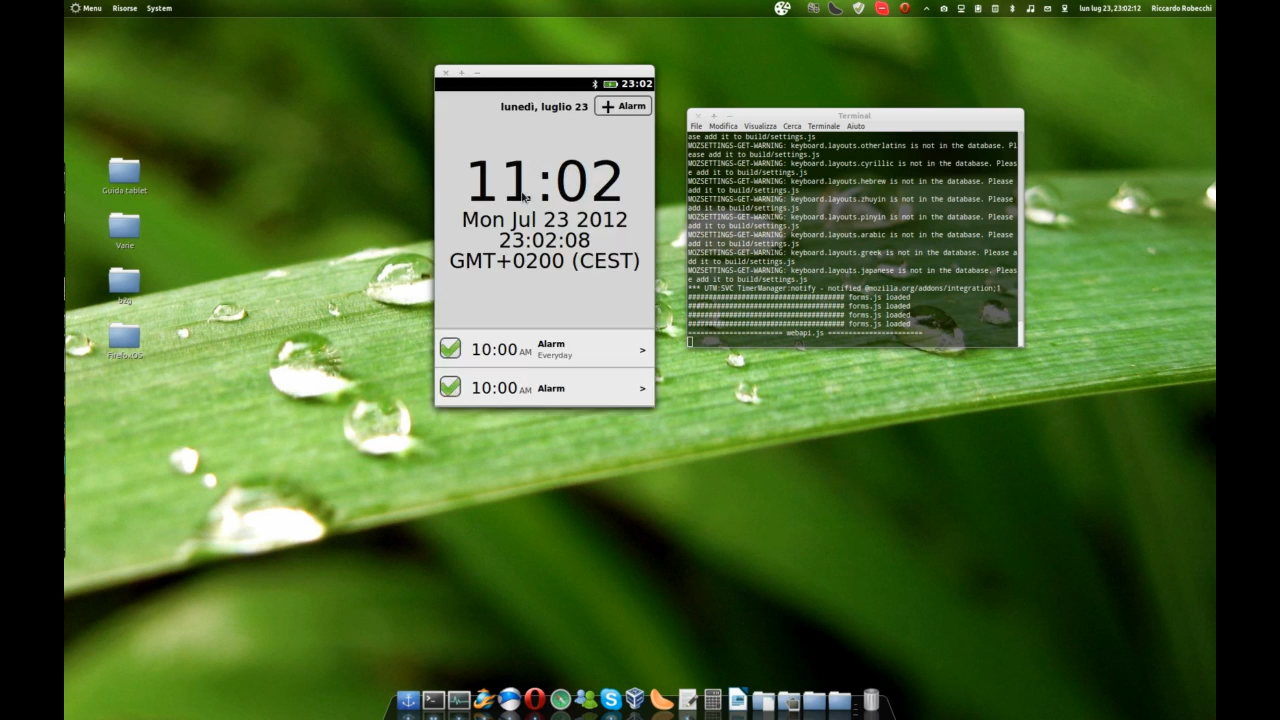 Menu Risorse System
lun lug 23, 23:02:12 Riccardo Robecchi
Guida tablet
Varie
b2g
FirefoxOS
23:02
lunedì, luglio 23 + Alarm
11:02
Mon Jul 23 2012
23:02:08
GMT+0200 (CEST)
10:00 AM Alarm >
Everyday
10:00 AM Alarm >
Terminal
File Modifica Visualizza Cerca Terminale Aiuto
ase add it to build/settings.js
MOZSETTINGS-GET-WARNING: keyboard.layouts.otherlatins is not in the database. Pl
ease add it to build/settings.js
MOZSETTINGS-GET-WARNING: keyboard.layouts.cyrillic is not in the database. Pleas
e add it to build/settings.js
MOZSETTINGS-GET-WARNING: keyboard.layouts.hebrew is not in the database. Please
add it to build/settings.js
MOZSETTINGS-GET-WARNING: keyboard.layouts.zhuyin is not in the database. Please
add it to build/settings.js
MOZSETTINGS-GET-WARNING: keyboard.layouts.pinyin is not in the database. Please
add it to build/settings.js
MOZSETTINGS-GET-WARNING: keyboard.layouts.arabic is not in the database. Please
add it to build/settings.js
MOZSETTINGS-GET-WARNING: keyboard.layouts.greek is not in the database. Please a
dd it to build/settings.js
MOZSETTINGS-GET-WARNING: keyboard.layouts.japanese is not in the database. Pleas
e add it to build/settings.js
*** UTM:SVC TimerManager:notify - notified @mozilla.org/addons/integration;1
################################### forms.js loaded
################################### forms.js loaded
################################### forms.js loaded
################################### forms.js loaded
====================== webapi.js ======================